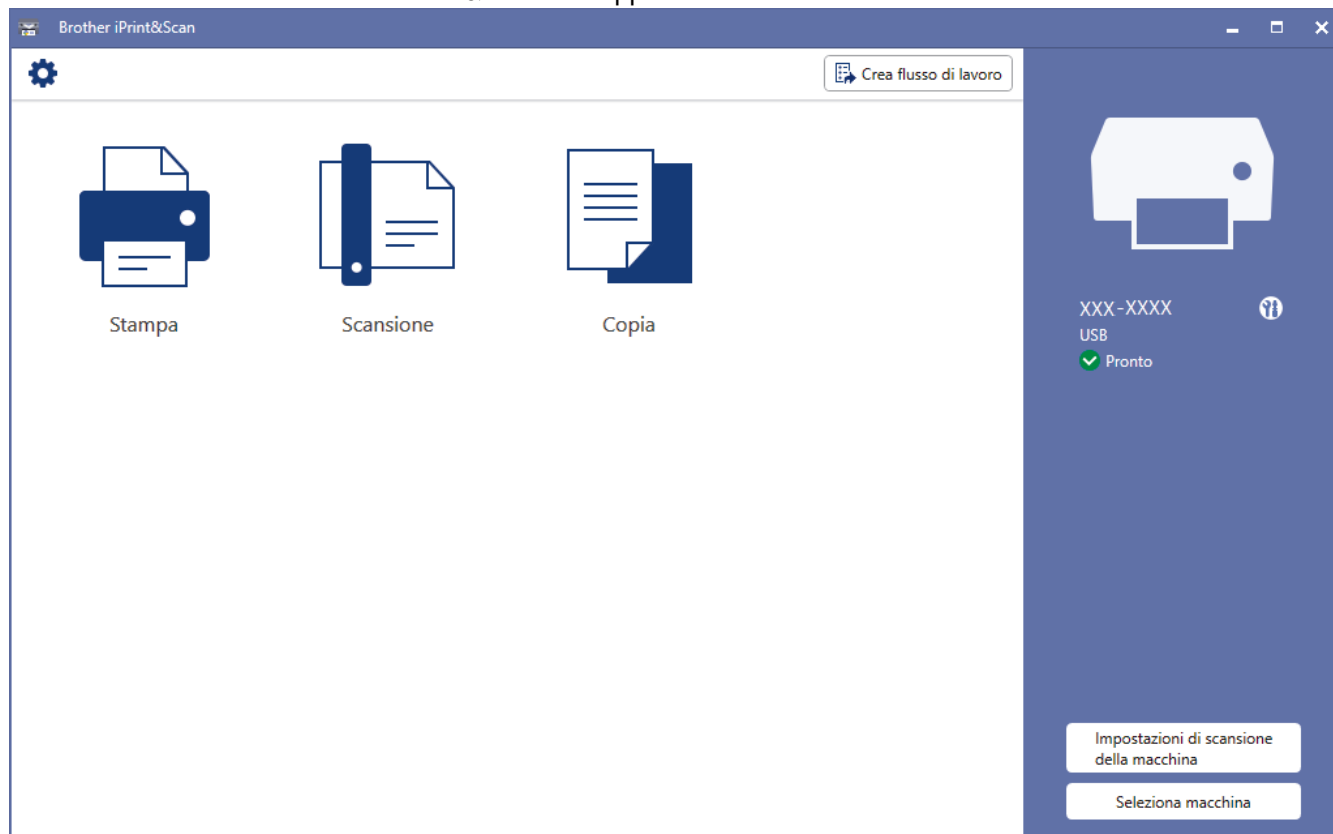 Brother iPrint&Scan
Crea flusso di lavoro
Stampa
Scansione
Copia
XXX-XXXX
USB
Pronto
Impostazioni di scansione
della macchina
Seleziona macchina